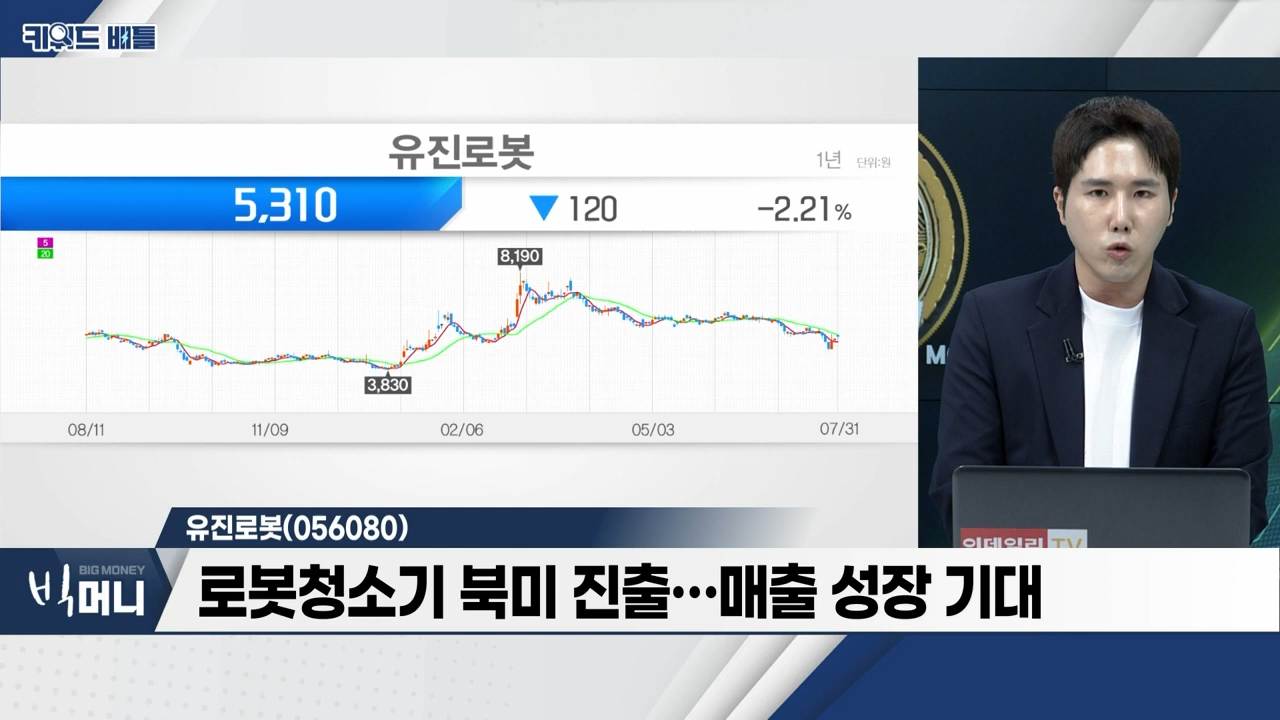 키워드 배틀
유진로봇
1년 단위:원
5,310 ▼ 120 -2.21%
5
20
8,190
3,830
08/11 11/09 02/06 05/03 07/31
M
이데일리 TV
유진로봇(056080)
빅머니 BIG MONEY
로봇청소기 북미 진출…매출 성장 기대